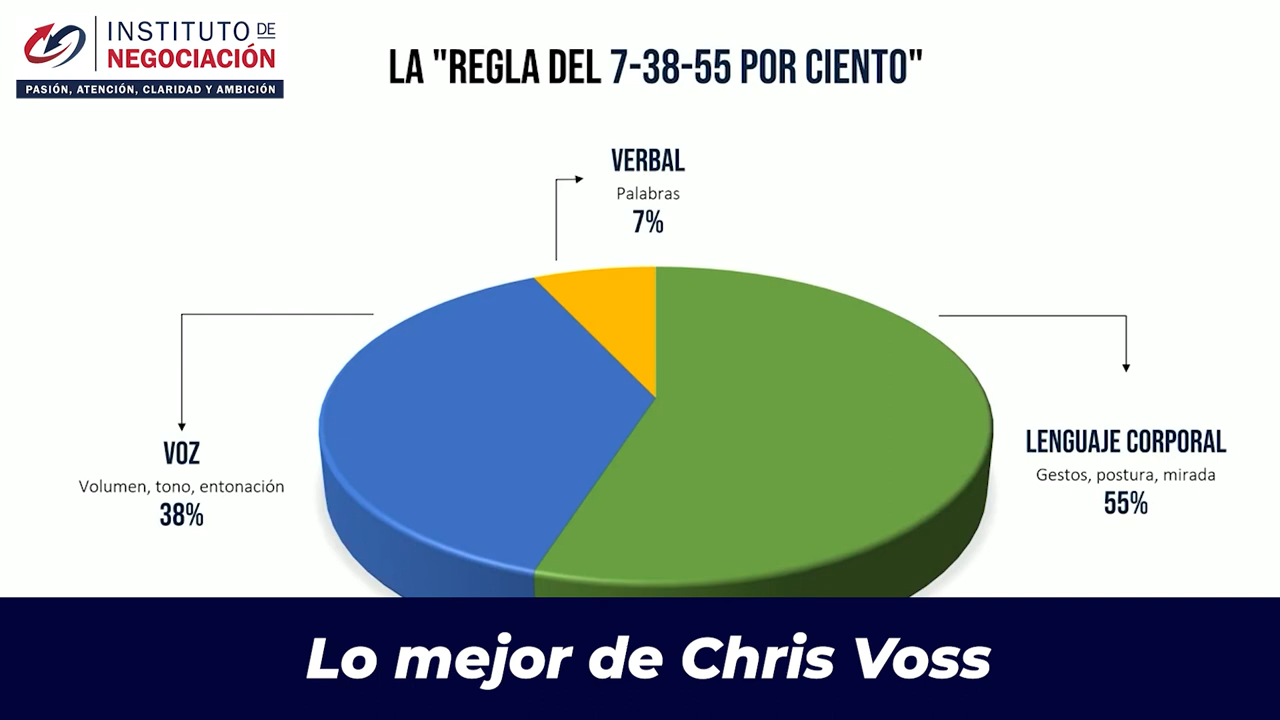 INSTITUTO DE
NEGOCIACIÓN
PASIÓN, ATENCIÓN, CLARIDAD Y AMBICIÓN
LA "REGLA DEL 7-38-55 POR CIENTO"
VERBAL
Palabras
7%
VOZ
Volumen, tono, entonación
38%
LENGUAJE CORPORAL
Gestos, postura, mirada
55%
Lo mejor de Chris Voss